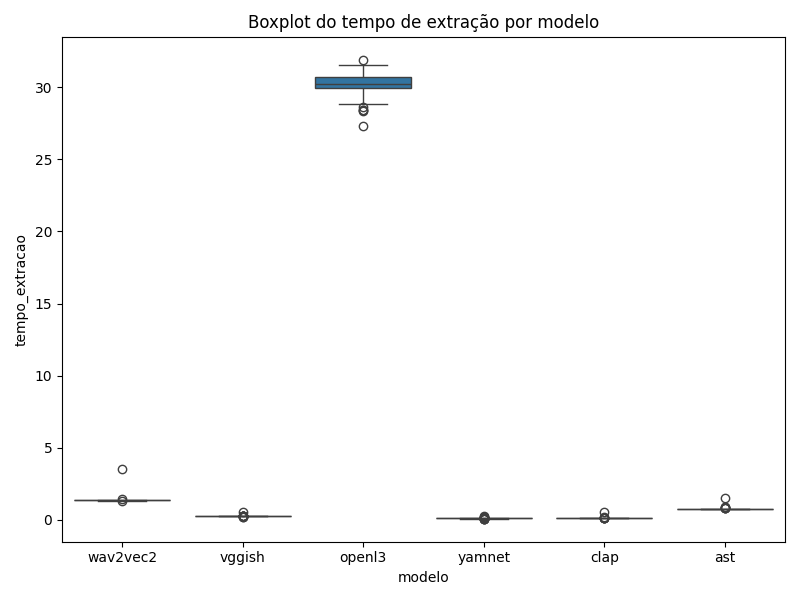 Boxplot do tempo de extração por modelo
tempo_extracao
30
25
20
15
10
5
0
wav2vec2 vggish openl3 yamnet clap ast
modelo